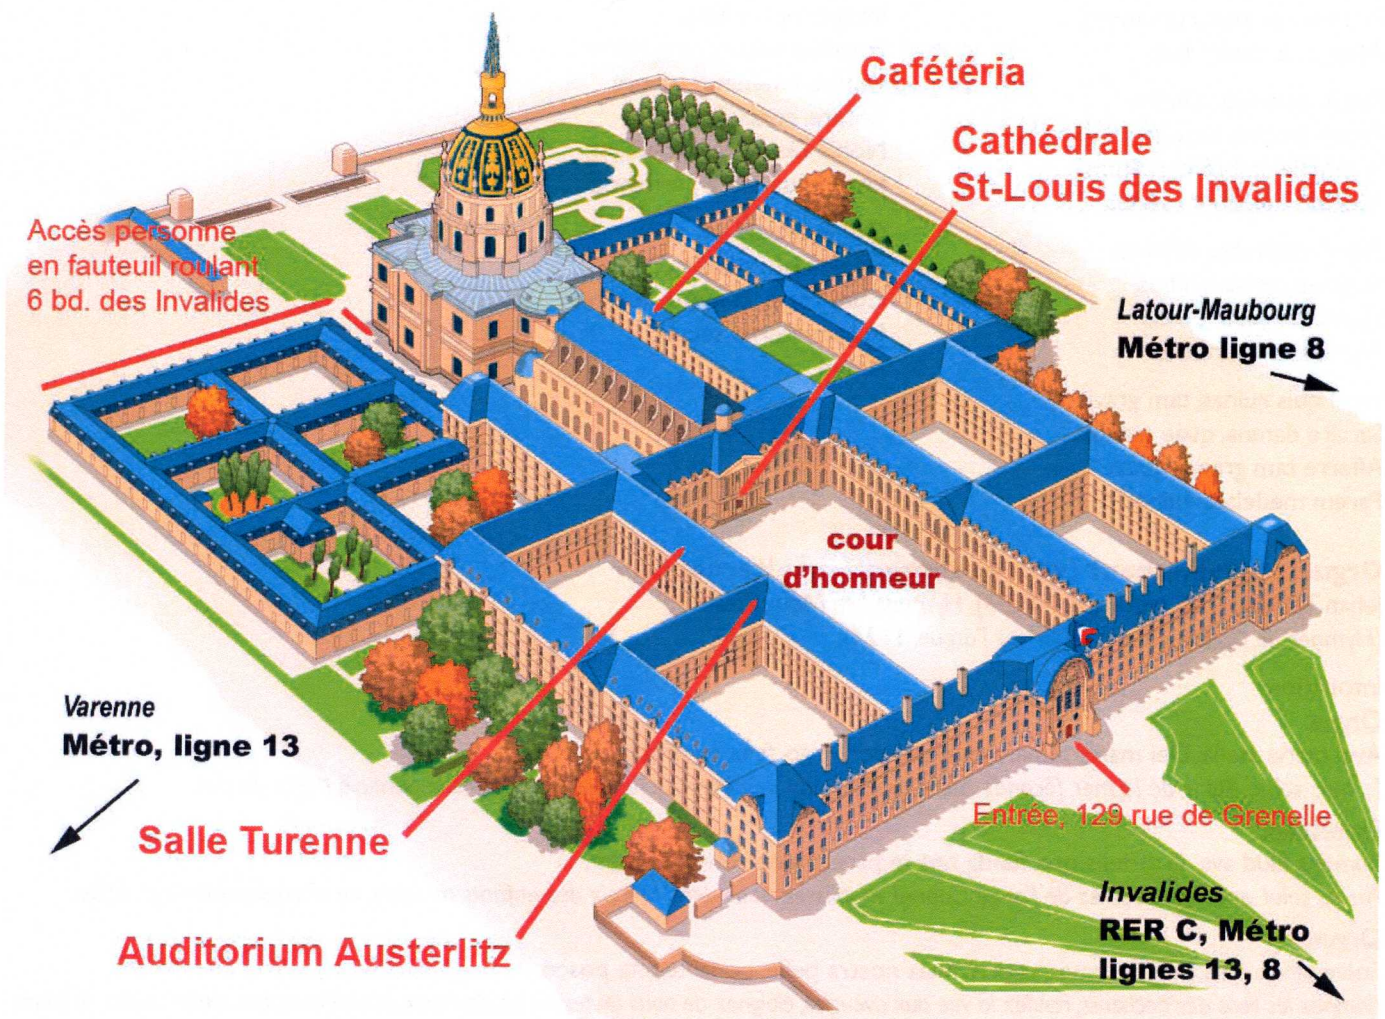 Cafétéria
Cathédrale
St-Louis des Invalides
Accès personne
en fauteuil roulant
6 bd. des Invalides
Latour-Maubourg
Métro ligne 8
cour
d'honneur
Varenne
Métro, ligne 13
Salle Turenne
Entrée, 129 rue de Grenelle
Auditorium Austerlitz
Invalides
RER C, Métro
lignes 13, 8